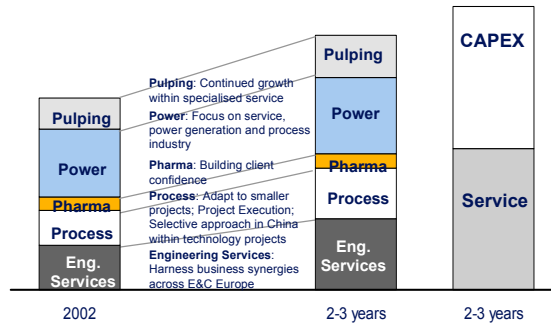 Pulping
Power
Pharma
Process
Eng.
Services
2002
Pulping: Continued growth
within specialised service
Power: Focus on service,
power generation and process
industry
Pharma: Building client
confidence
Process: Adapt to smaller
projects; Project Execution;
Selective approach in China
within technology projects
Engineering Services:
Harness business synergies
across E&C Europe
Pulping
Power
Pharma
Process
Eng.
Services
2-3 years
CAPEX
Service
2-3 years